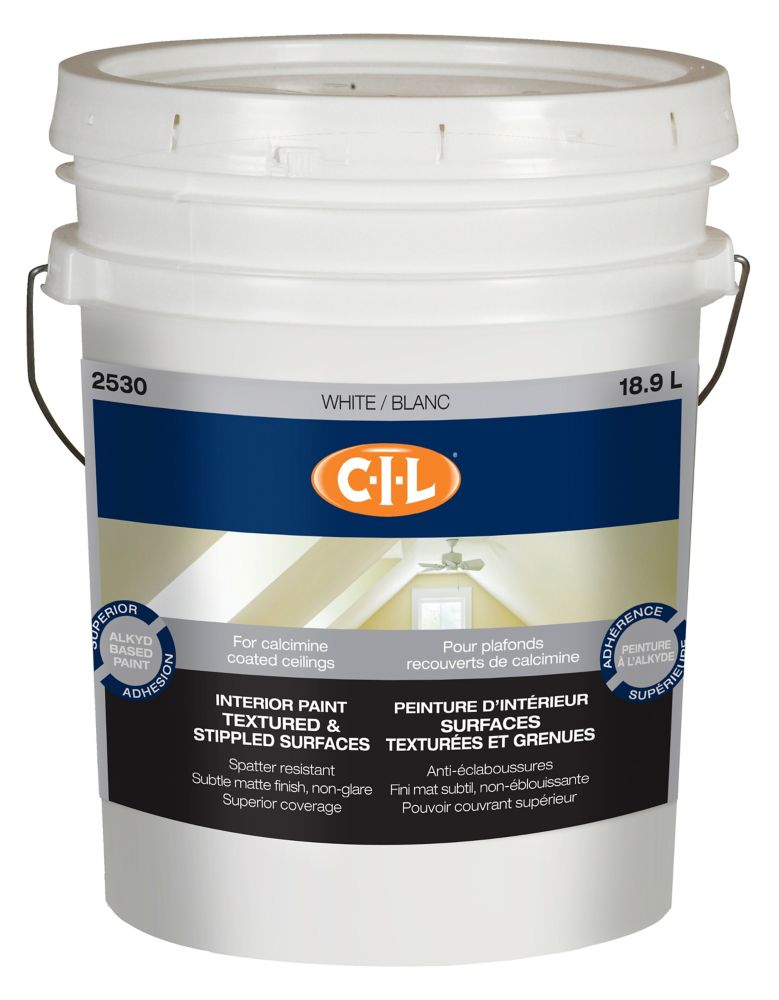 2530
WHITE / BLANC
18.9 L
C·I·L
®
SUPERIOR
ALKYD
BASED
PAINT
ADHESION
For calcimine
coated ceilings
Pour plafonds
recouverts de calcimine
ADHÉRENCE
PEINTURE
À L'ALKYDE
SUPÉRIEURE
INTERIOR PAINT
TEXTURED &
STIPPLED SURFACES
Spatter resistant
Subtle matte finish, non-glare
Superior coverage
PEINTURE D'INTÉRIEUR
SURFACES
TEXTURÉES ET GRENUES
Anti-éclaboussures
Fini mat subtil, non-éblouissante
Pouvoir couvrant supérieur